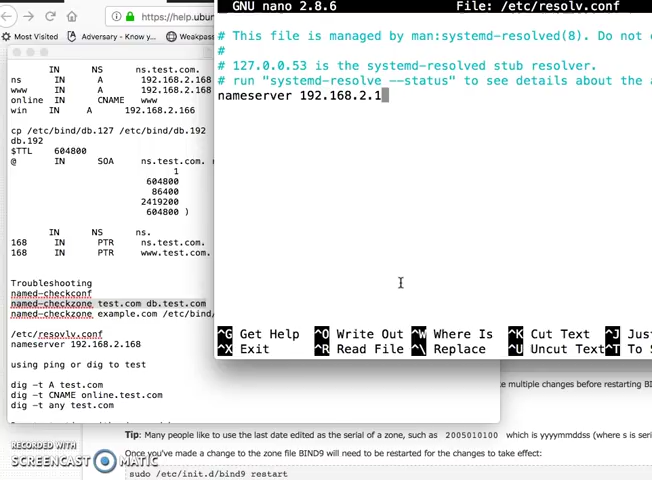 https://help.ubu
Most Visited
Adversary - Know y...
Weakpass
IN NS ns.test.com.
ns IN A 192.168.2.168
www IN A 192.168.2.168
online IN CNAME www
win IN A 192.168.2.166
cp /etc/bind/db.127 /etc/bind/db.192
db.192
$TTL 604800
@ IN SOA ns.test.com.
1
604800
86400
2419200
604800 )
IN NS ns.
168 IN PTR ns.test.com.
168 IN PTR www.test.com.
Troubleshooting
named-checkconf
named-checkzone test.com db.test.com
named-checkzone example.com /etc/bind/
/etc/resovlv.conf
nameserver 192.168.2.168
using ping or dig to test
dig -t A test.com
dig -t CNAME online.test.com
dig -t any test.com
GNU nano 2.8.6 File: /etc/resolv.conf
# This file is managed by man:systemd-resolved(8). Do not
#
# 127.0.0.53 is the systemd-resolved stub resolver.
# run "systemd-resolve --status" to see details about the
nameserver 192.168.2.1
^G Get Help ^O Write Out ^W Where Is ^K Cut Text ^J Jus
^X Exit ^R Read File ^\ Replace ^U Uncut Text ^T To S
multiple changes before restarting BI
Tip: Many people like to use the last date edited as the serial of a zone, such as 2005010100 which is yyyymmddss (where s is seri
Once you've made a change to the zone file BIND9 will need to be restarted for the changes to take effect:
sudo /etc/init.d/bind9 restart
RECORDED WITH
SCREENCAST MATIC